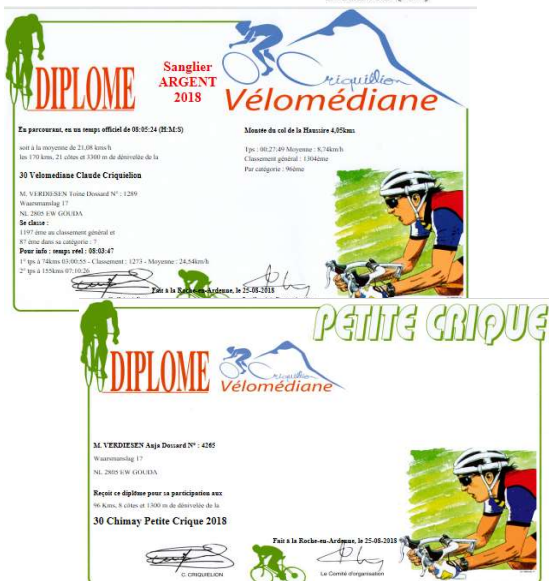 DIPLOME
Sanglier
ARGENT
2018
Criquiélion
Vélomédiane
En parcourant, en un temps officiel de 08:05:24 (H:M:S)
soit à la moyenne de 21,08 kms/h
les 170 kms, 21 côtes et 3300 m de dénivelée de la
30 Velomediane Claude Criquielion
M. VERDIESEN Toine Dossard N° : 1289
Waarsmanslag 17
NL 2805 EW GOUDA
Se classe :
1197 ème au classement général et
87 ème dans sa catégorie : 7
Pour info : temps réel : 08:03:47
1° tps à 74kms 03:00:55 - Classement : 1273 - Moyenne : 24,54km/h
2° tps à 155kms 07:10:26
Montée du col de la Haussire 4,05kms
Tps : 00:27:49 Moyenne : 8,74km/h
Classement général : 1304ème
Par catégorie : 96ème
Fait à la Roche-en-Ardenne, le 25-08-2018
PETITE CRIQUE
DIPLOME
Criquiélion
Vélomédiane
M. VERDIESEN Anja Dossard N° : 4265
Waarsmanslag 17
NL 2805 EW GOUDA
Reçoit ce diplôme pour sa participation aux
96 Kms, 8 côtes et 1300 m de dénivelée de la
30 Chimay Petite Crique 2018
Fait à la Roche-en-Ardenne, le 25-08-2018
C. CRIQUIELION
Le Comité d'organisation